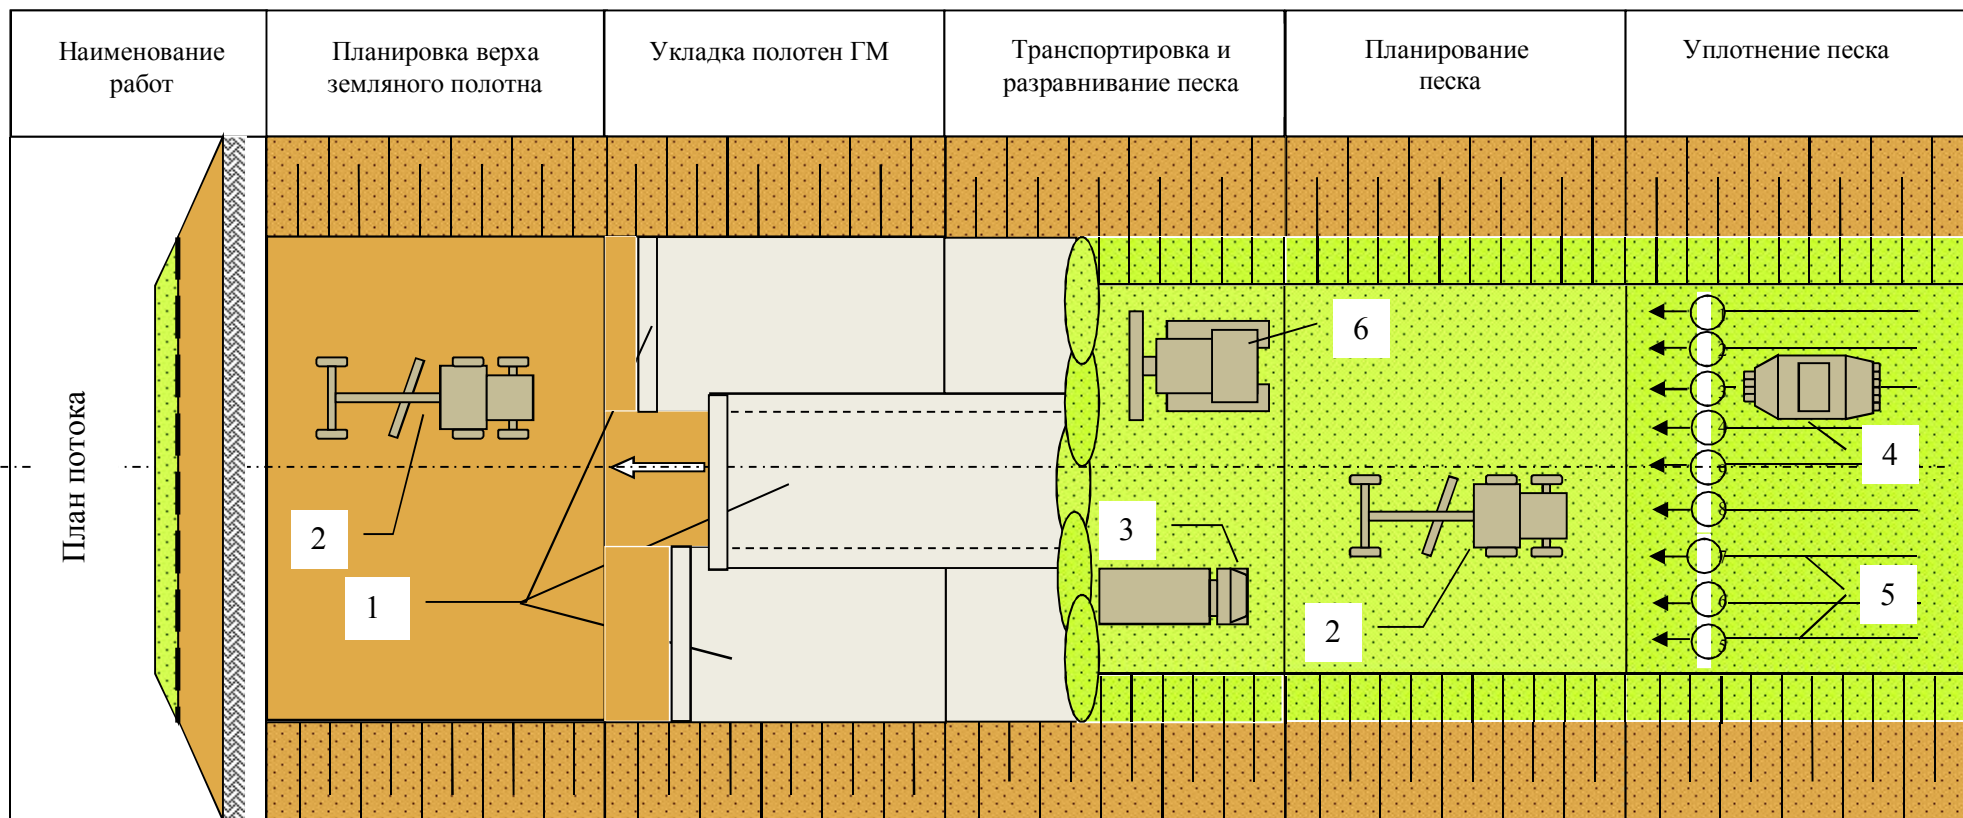 Наименование
работ
Планировка верха
земляного полотна
Укладка полотен ГМ
Транспортировка и
разравнивание песка
Планирование
песка
Уплотнение песка
План потока
6
4
2
3
5
1
2